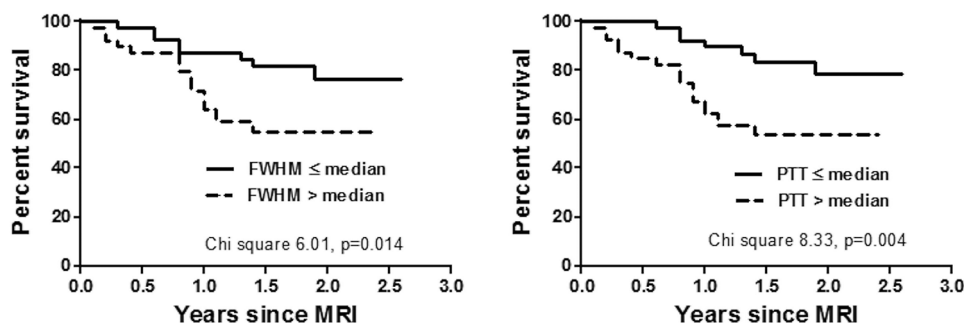 Percent survival
100
80
60
40
20
0
FWHM ≤ median
FWHM > median
Chi square 6.01, p=0.014
0.0 0.5 1.0 1.5 2.0 2.5 3.0
Years since MRI
Percent survival
100
80
60
40
20
0
PTT ≤ median
PTT > median
Chi square 8.33, p=0.004
0.0 0.5 1.0 1.5 2.0 2.5 3.0
Years since MRI